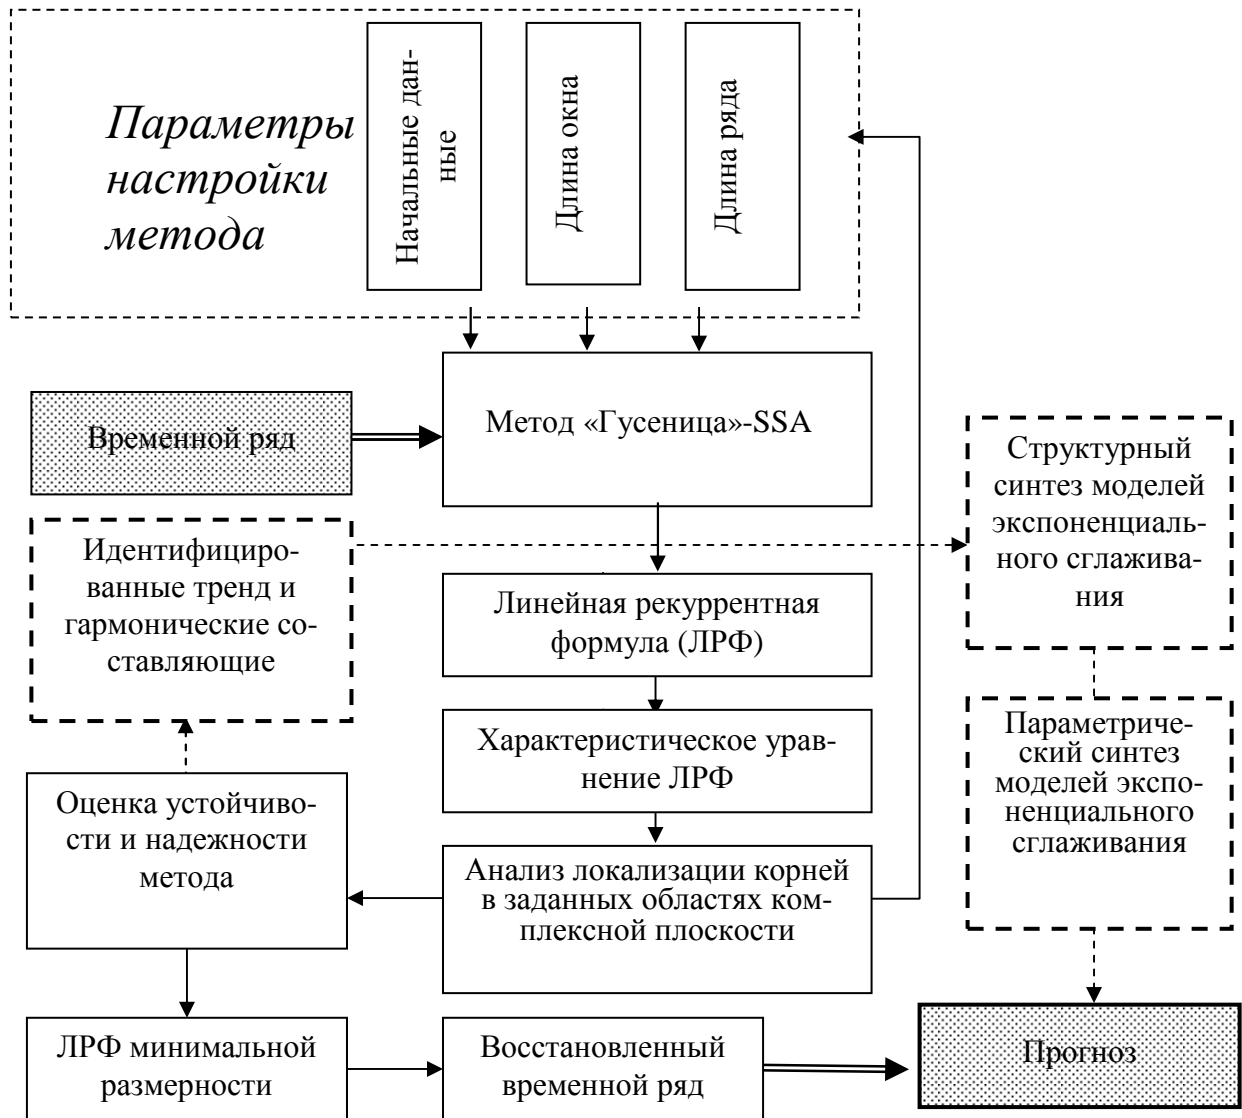 Параметры
настройки
метода
Начальные дан-
ные
Длина окна
Длина ряда
Временной ряд
Метод «Гусеница»-SSA
Структурный
синтез моделей
экспоненциаль-
ного сглажива-
ния
Идентифициро-
ванные тренд и
гармонические со-
ставляющие
Линейная рекуррентная
формула (ЛРФ)
Характеристическое урав-
нение ЛРФ
Параметриче-
ский синтез
моделей экспо-
ненциального
сглаживания
Оценка устойчиво-
сти и надежности
метода
Анализ локализации корней
в заданных областях ком-
плексной плоскости
ЛРФ минимальной
размерности
Восстановленный
временной ряд
Прогноз